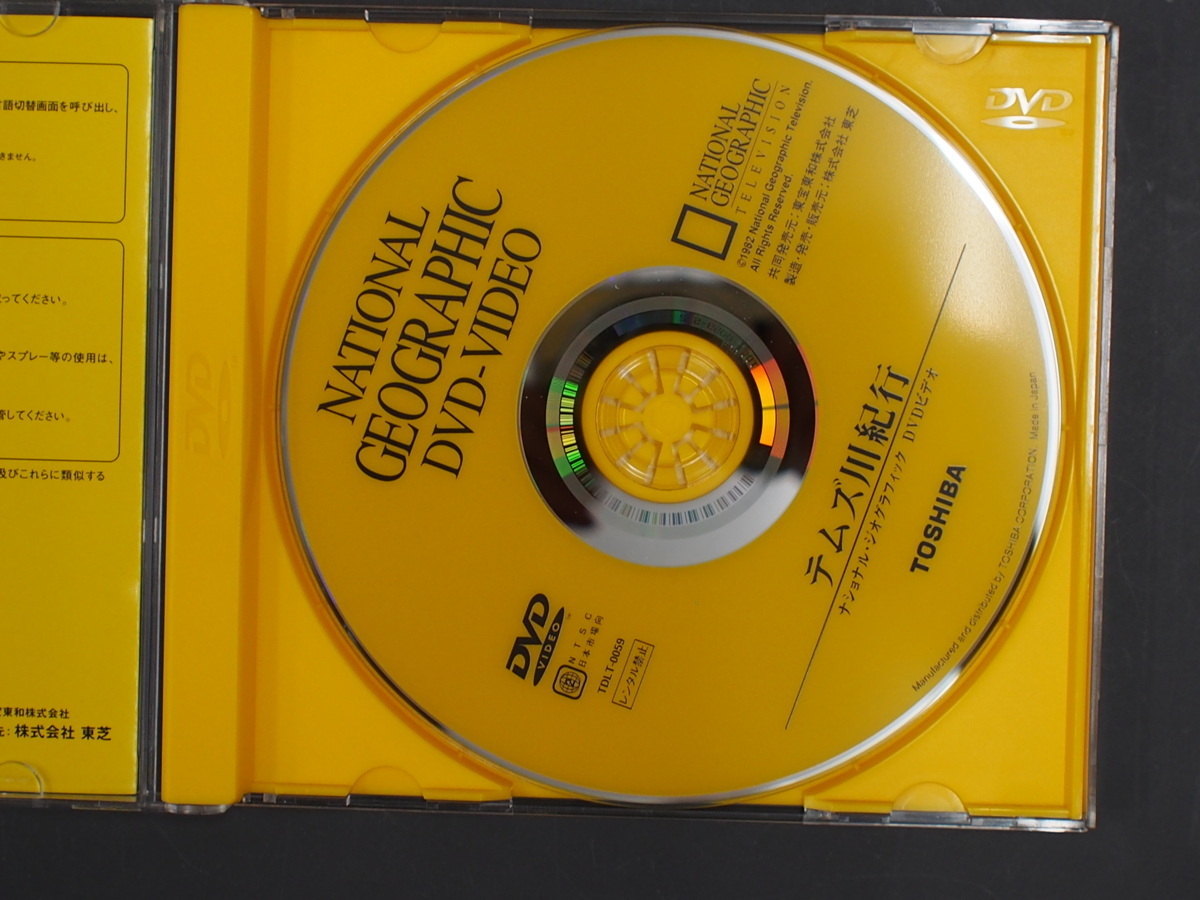 語切替画面を呼び出し、
きません。
ってください。
やスプレー等の使用は、
管してください。
及びこれらに類似する
東和株式会社
元: 株式会社 東芝
DVD
DVD
NATIONAL
GEOGRAPHIC
DVD-VIDEO
NATIONAL
GEOGRAPHIC
TELEVISION
©1982 National Geographic Television.
All Rights Reserved.
共同発売元：東宝東和株式会社
製造・発売・販売元：株式会社 東芝
テムズ川紀行
ナショナル・ジオグラフィック DVDビデオ
TOSHIBA
DVD
VIDEO
2
NTSC
日本市場向
TDLT-0059
レンタル禁止
Manufactured and distributed by TOSHIBA CORPORATION. Made in Japan